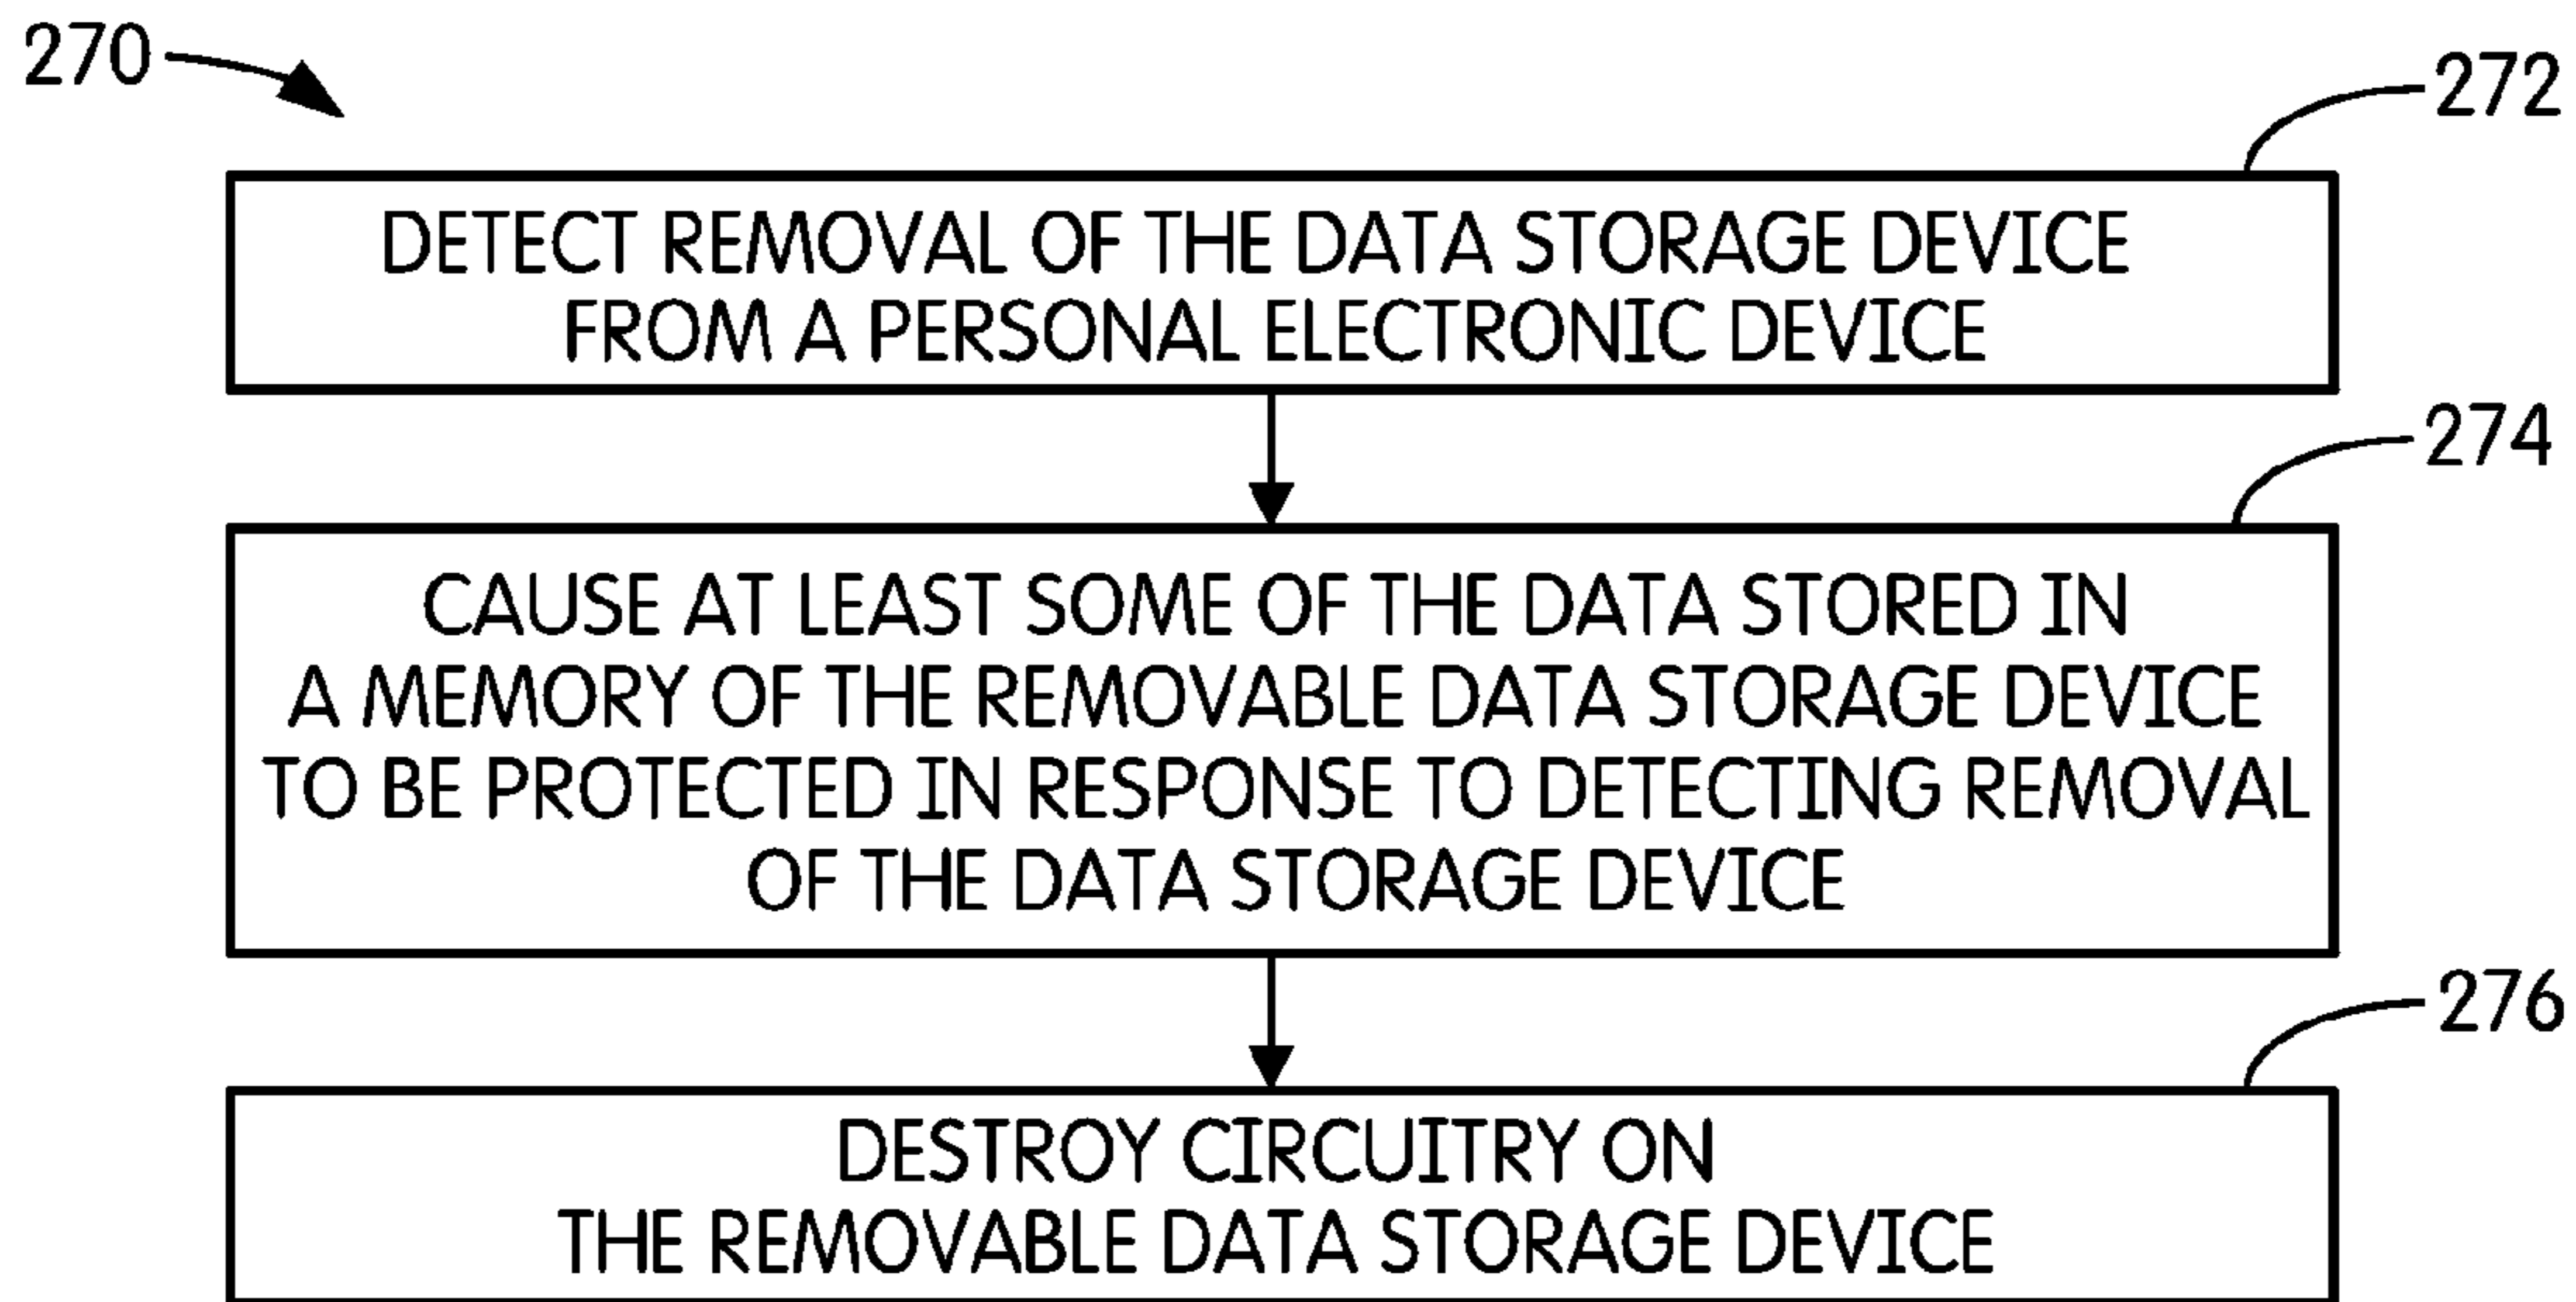 270
272
DETECT REMOVAL OF THE DATA STORAGE DEVICE
FROM A PERSONAL ELECTRONIC DEVICE
274
CAUSE AT LEAST SOME OF THE DATA STORED IN
A MEMORY OF THE REMOVABLE DATA STORAGE DEVICE
TO BE PROTECTED IN RESPONSE TO DETECTING REMOVAL
OF THE DATA STORAGE DEVICE
276
DESTROY CIRCUITRY ON
THE REMOVABLE DATA STORAGE DEVICE